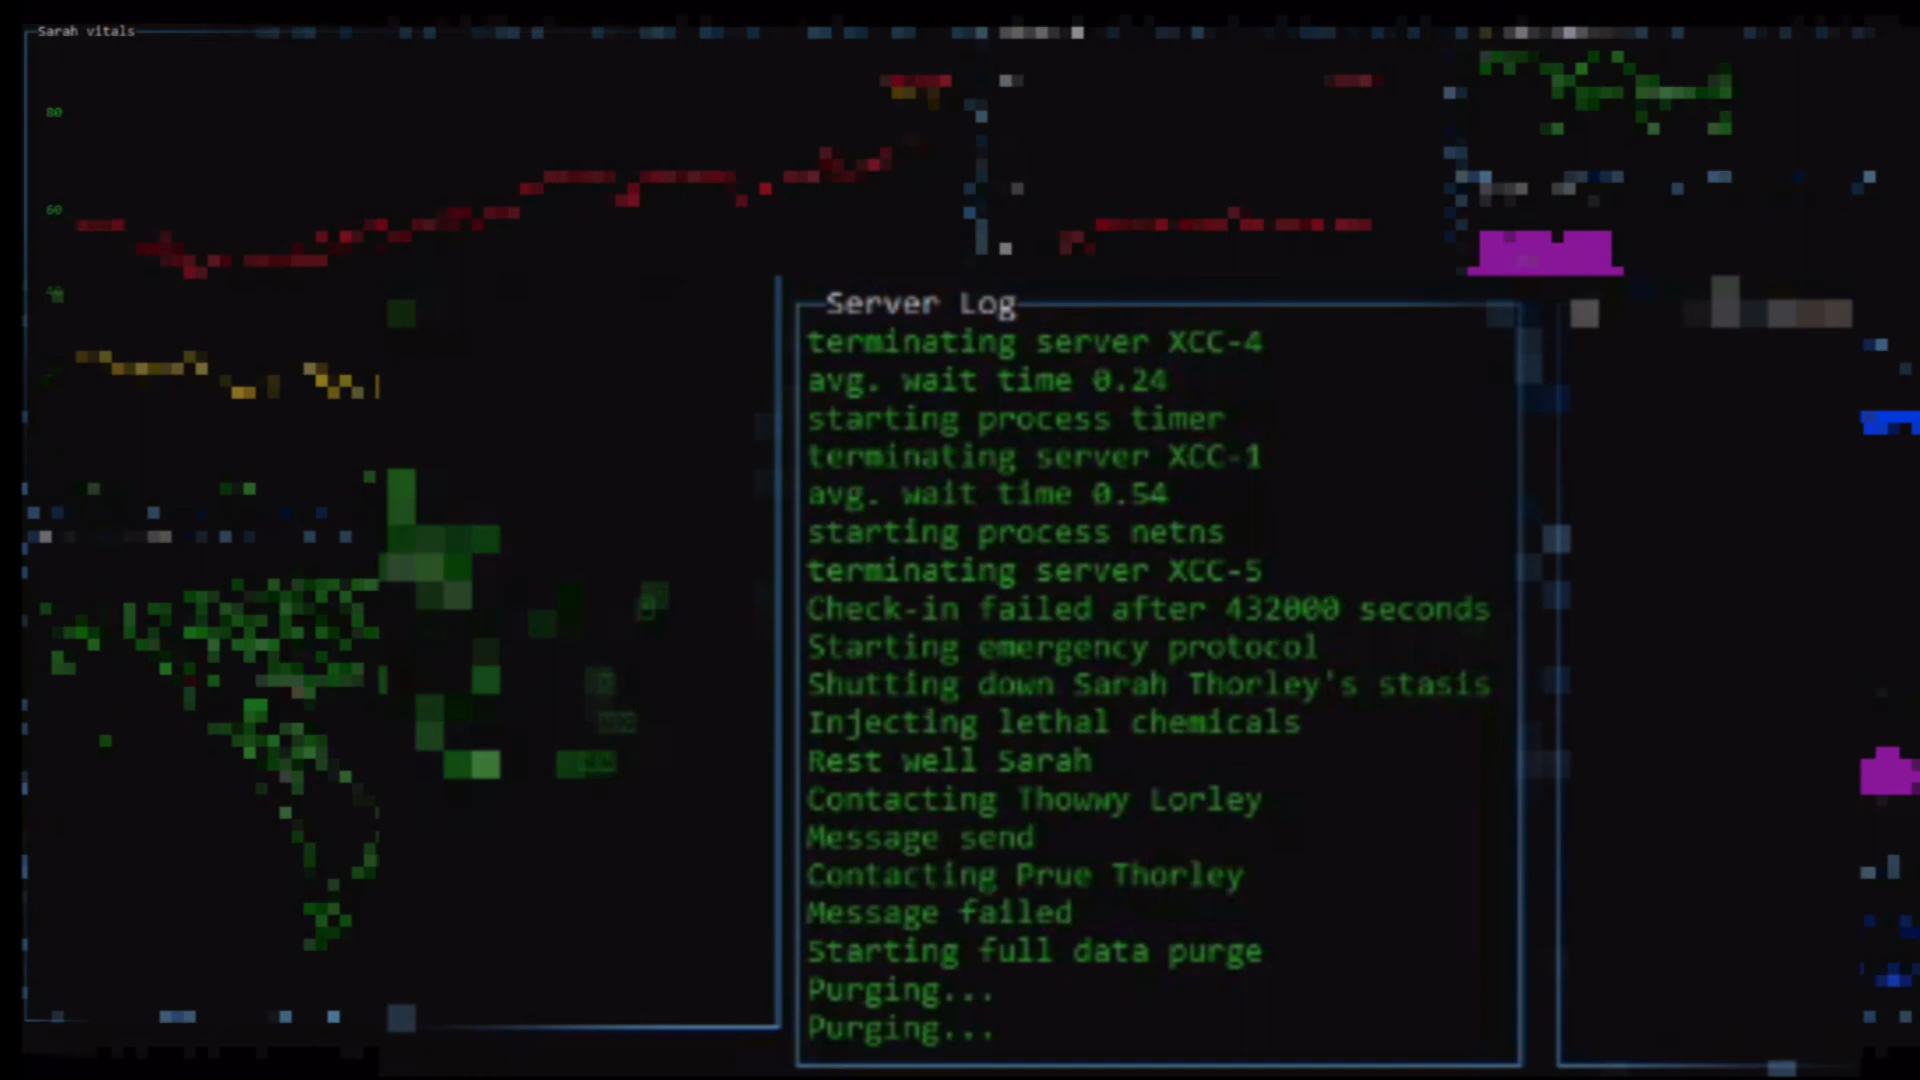 Sarah vitals
80
60
40
Server Log
terminating server XCC-4
avg. wait time 0.24
starting process timer
terminating server XCC-1
avg. wait time 0.54
starting process netns
terminating server XCC-5
Check-in failed after 432000 seconds
Starting emergency protocol
Shutting down Sarah Thorley's stasis
Injecting lethal chemicals
Rest well Sarah
Contacting Thowwy Lorley
Message send
Contacting Prue Thorley
Message failed
Starting full data purge
Purging...
Purging...